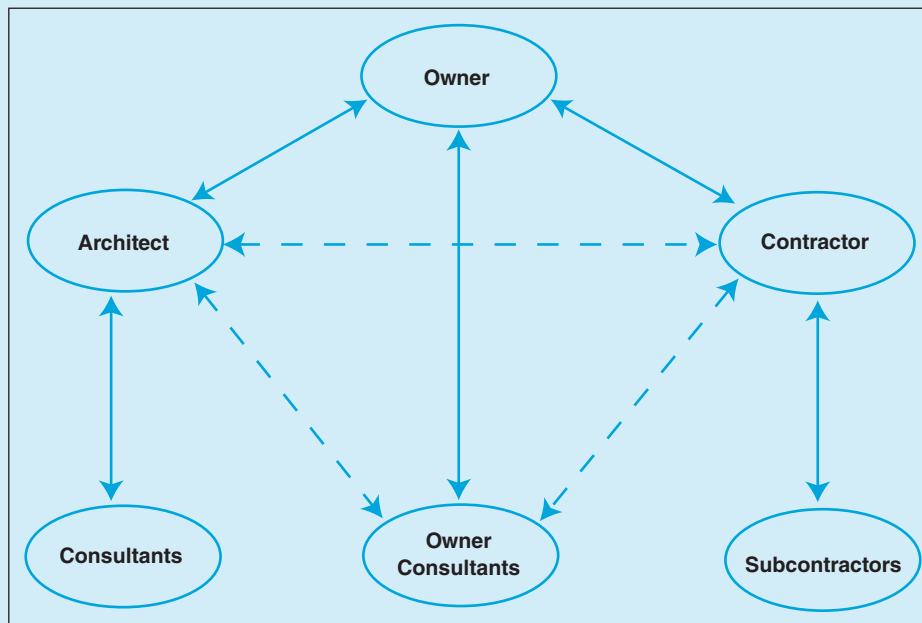 Owner
Architect
Contractor
Consultants
Owner
Consultants
Subcontractors